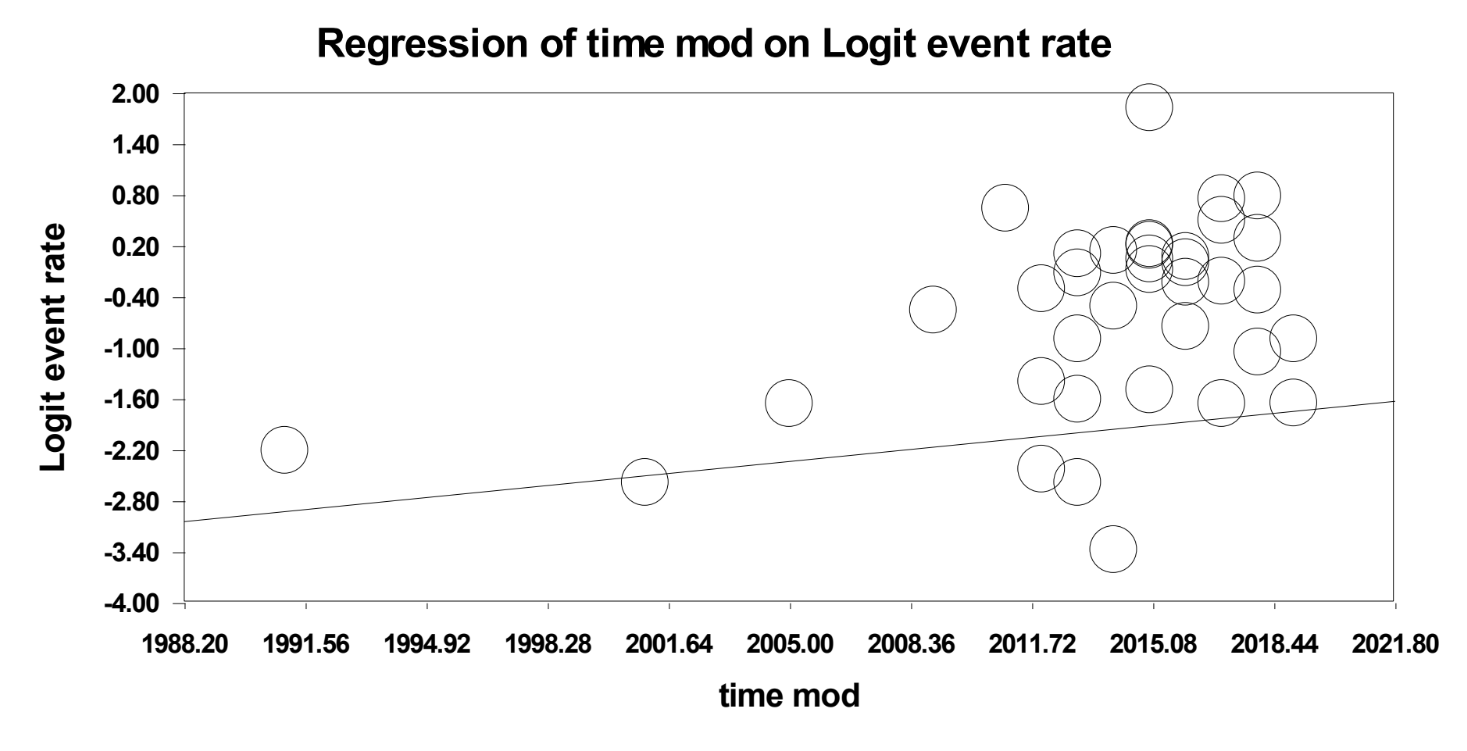 Regression of time mod on Logit event rate
2.00
1.40
0.80
0.20
-0.40
-1.00
-1.60
-2.20
-2.80
-3.40
-4.00
Logit event rate
1988.20 1991.56 1994.92 1998.28 2001.64 2005.00 2008.36 2011.72 2015.08 2018.44 2021.80
time mod